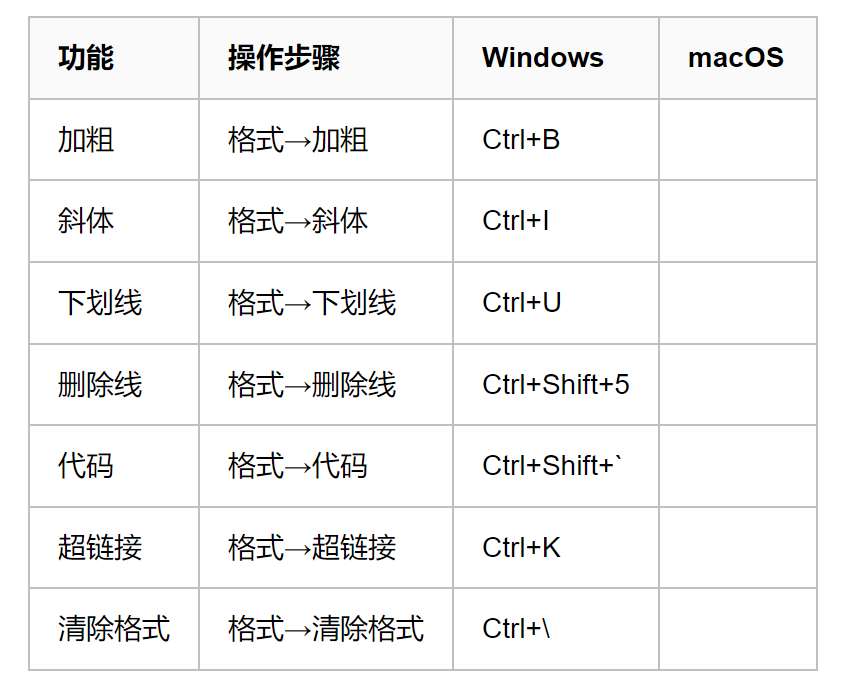 功能 操作步骤 Windows macOS
加粗 格式→加粗 Ctrl+B
斜体 格式→斜体 Ctrl+I
下划线 格式→下划线 Ctrl+U
删除线 格式→删除线 Ctrl+Shift+5
代码 格式→代码 Ctrl+Shift+`
超链接 格式→超链接 Ctrl+K
清除格式 格式→清除格式 Ctrl+\